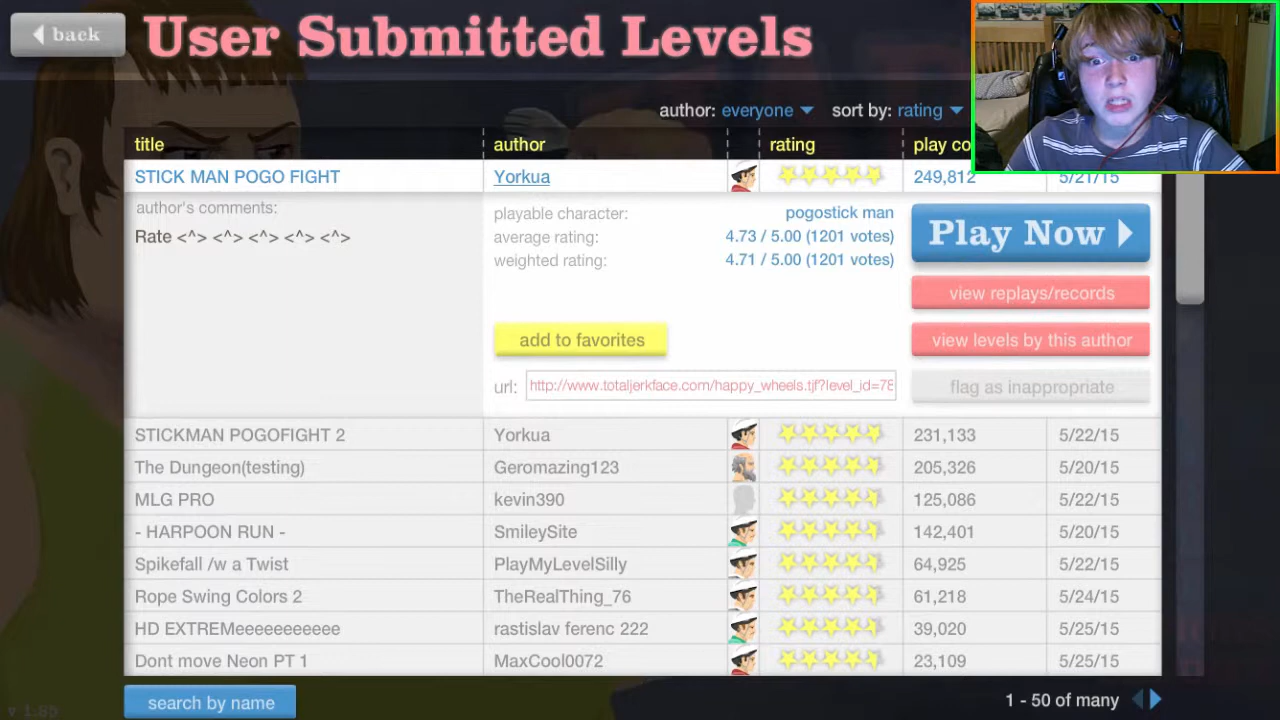 back
User Submitted Levels
author: everyone sort by: rating
title author rating play co
STICK MAN POGO FIGHT Yorkua 249,812 5/21/15
author's comments:
Rate <^> <^> <^> <^> <^>
playable character: pogostick man
average rating: 4.73 / 5.00 (1201 votes)
weighted rating: 4.71 / 5.00 (1201 votes)
Play Now
view replays/records
add to favorites
view levels by this author
url: http://www.totaljerkface.com/happy_wheels.tjf?level_id=78
flag as inappropriate
STICKMAN POGOFIGHT 2 Yorkua 231,133 5/22/15
The Dungeon(testing) Geromazing123 205,326 5/20/15
MLG PRO kevin390 125,086 5/22/15
- HARPOON RUN - SmileySite 142,401 5/20/15
Spikefall /w a Twist PlayMyLevelSilly 64,925 5/22/15
Rope Swing Colors 2 TheRealThing_76 61,218 5/24/15
HD EXTREMeeeeeeeeeee rastislav ferenc 222 39,020 5/25/15
Dont move Neon PT 1 MaxCool0072 23,109 5/25/15
search by name
1 - 50 of many
v 1.85